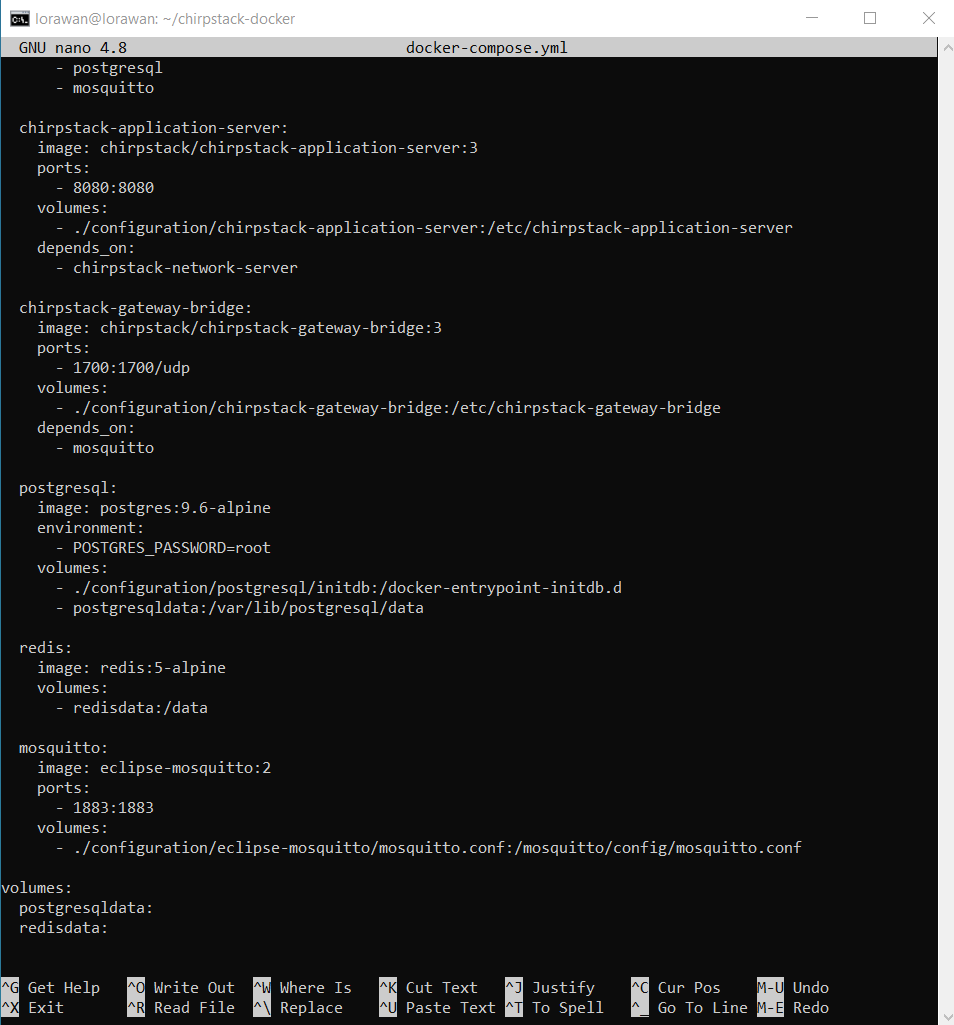 lorawan@lorawan: ~/chirpstack-docker
GNU nano 4.8 docker-compose.yml
      - postgresql
      - mosquitto

  chirpstack-application-server:
    image: chirpstack/chirpstack-application-server:3
    ports:
      - 8080:8080
    volumes:
      - ./configuration/chirpstack-application-server:/etc/chirpstack-application-server
    depends_on:
      - chirpstack-network-server

  chirpstack-gateway-bridge:
    image: chirpstack/chirpstack-gateway-bridge:3
    ports:
      - 1700:1700/udp
    volumes:
      - ./configuration/chirpstack-gateway-bridge:/etc/chirpstack-gateway-bridge
    depends_on:
      - mosquitto

  postgresql:
    image: postgres:9.6-alpine
    environment:
      - POSTGRES_PASSWORD=root
    volumes:
      - ./configuration/postgresql/initdb:/docker-entrypoint-initdb.d
      - postgresqldata:/var/lib/postgresql/data

  redis:
    image: redis:5-alpine
    volumes:
      - redisdata:/data

  mosquitto:
    image: eclipse-mosquitto:2
    ports:
      - 1883:1883
    volumes:
      - ./configuration/eclipse-mosquitto/mosquitto.conf:/mosquitto/config/mosquitto.conf

volumes:
  postgresqldata:
  redisdata:

^G Get Help ^O Write Out ^W Where Is ^K Cut Text ^J Justify ^C Cur Pos M-U Undo
^X Exit ^R Read File ^\ Replace ^U Paste Text ^T To Spell ^_ Go To Line M-E Redo